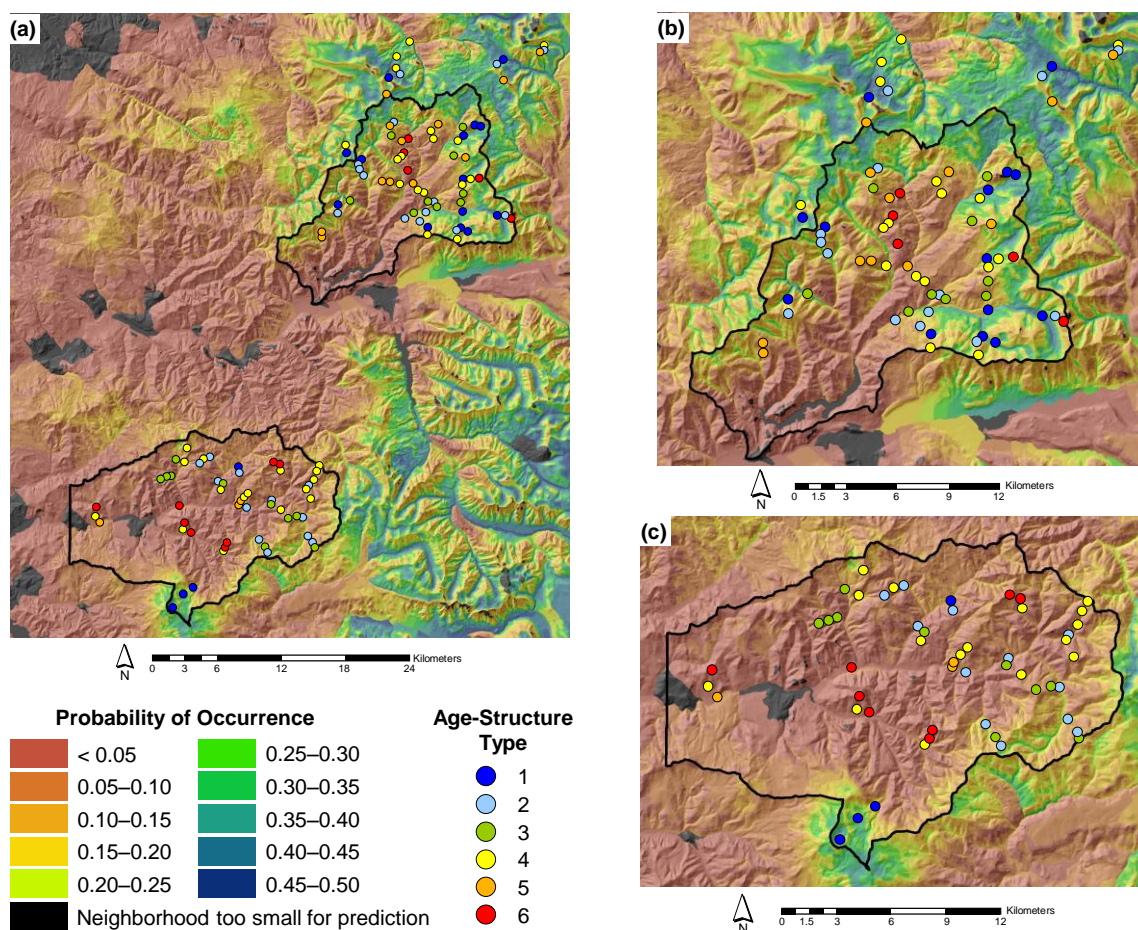 (a)
N
0 3 6 12 18 24
Kilometers
(b)
N
0 1.5 3 6 9 12
Kilometers
(c)
N
0 1.5 3 6 9 12
Kilometers
Probability of Occurrence
< 0.05
0.05–0.10
0.10–0.15
0.15–0.20
0.20–0.25
0.25–0.30
0.30–0.35
0.35–0.40
0.40–0.45
0.45–0.50
Neighborhood too small for prediction
Age-Structure
Type
1
2
3
4
5
6